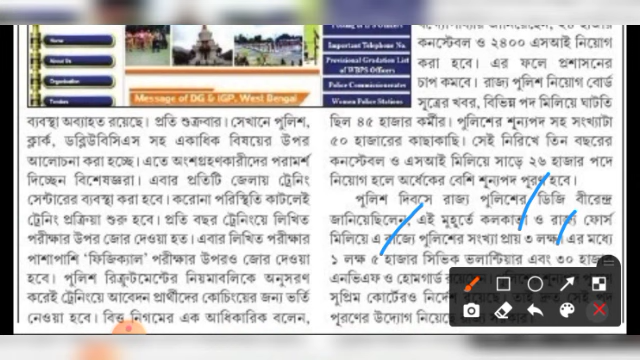 Home
About Us
Organisation
Important Telephone No.
Provisional Gradation List
of WBPS Officers
Police Commissionerates
Women Police Stations
Message of DG & IGP, West Bengal
ব্যবস্থা অব্যাহত রয়েছে। প্রতি শুক্রবার। সেখানে পুলিশ,
ক্লার্ক, ডব্লিউবিসিএস সহ একাধিক বিষয়ের উপর
আলোচনা করা হচ্ছে। এতে অংশগ্রহণকারীদের পরামর্শ
দিচ্ছেন বিশেষজ্ঞরা। এবার প্রতিটি জেলায় ট্রেনিং
সেন্টারের ব্যবস্থা করা হবে। করোনা পরিস্থিতি কাটলেই
ট্রেনিং প্রক্রিয়া শুরু হবে। প্রতি বছর ট্রেনিংয়ে লিখিত
পরীক্ষার উপর জোর দেওয়া হত। এবার লিখিত পরীক্ষার
পাশাপাশি ‘ফিজিক্যাল’ পরীক্ষার উপরও জোর দেওয়া
হবে। পুলিশ রিক্রুটমেন্টের নিয়মাবলিকে অনুসরণ
করেই ট্রেনিংয়ে আবেদন প্রার্থীদের কোচিংয়ের জন্য ভর্তি
নেওয়া হবে। বিত্ত নিগমের এক আধিকারিক বলেন,
কনস্টেবল ও ২৪০০ এসআই নিয়োগ
করা হবে। এর ফলে প্রশাসনের
চাপ কমবে। রাজ্য পুলিশ নিয়োগ বোর্ড
সূত্রের খবর, বিভিন্ন পদ মিলিয়ে ঘাটতি
ছিল ৪৫ হাজার কর্মীর। পুলিশের শূন্যপদ সহ সংখ্যাটা
৫০ হাজারের কাছাকাছি। সেই নিরিখে তিন বছরের
কনস্টেবল ও এসআই মিলিয়ে সাড়ে ২৬ হাজার পদে
নিয়োগ হলে অর্ধেকের বেশি শূন্যপদ পূরণ হবে।
পুলিশ দিবসে রাজ্য পুলিশের ডিজি বীরেন্দ্র
জানিয়েছিলেন, এই মুহূর্তে কলকাতা ও রাজ্য ফোর্স
মিলিয়ে এ রাজ্যে পুলিশের সংখ্যা প্রায় ৩ লক্ষ। এর মধ্যে
১ লক্ষ ৫ হাজার সিভিক ভলান্টিয়ার এবং ৩০ হাজার
এনভিএফ ও হোমগার্ড
সুপ্রিম কোর্টেরও নির্দেশ
পূরণের উদ্যোগ